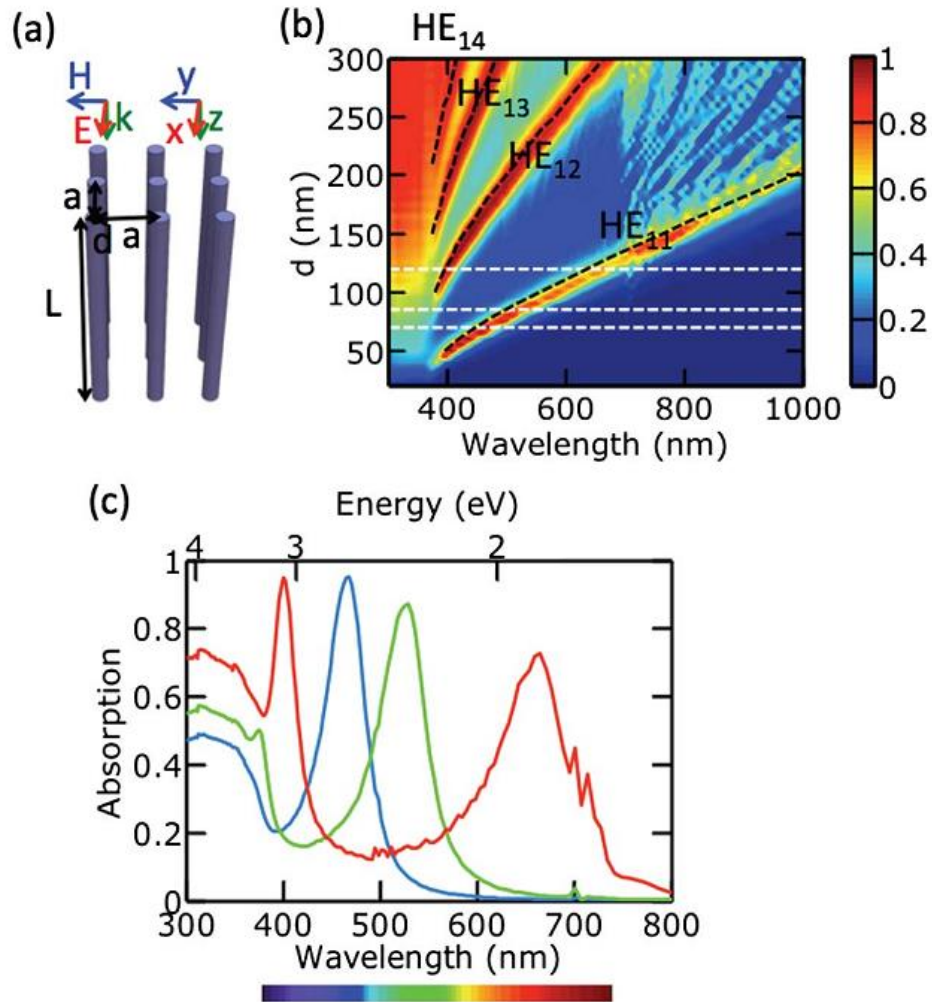 (a)
H
y
E
k
x
z
a
d
a
L
(b)
HE14
300
250
200
150
100
50
d (nm)
HE13
HE12
HE11
400 600 800 1000
Wavelength (nm)
1
0.8
0.6
0.4
0.2
0
(c)
Energy (eV)
4 3 2
1
0.8
0.6
0.4
0.2
0
Absorption
300 400 500 600 700 800
Wavelength (nm)